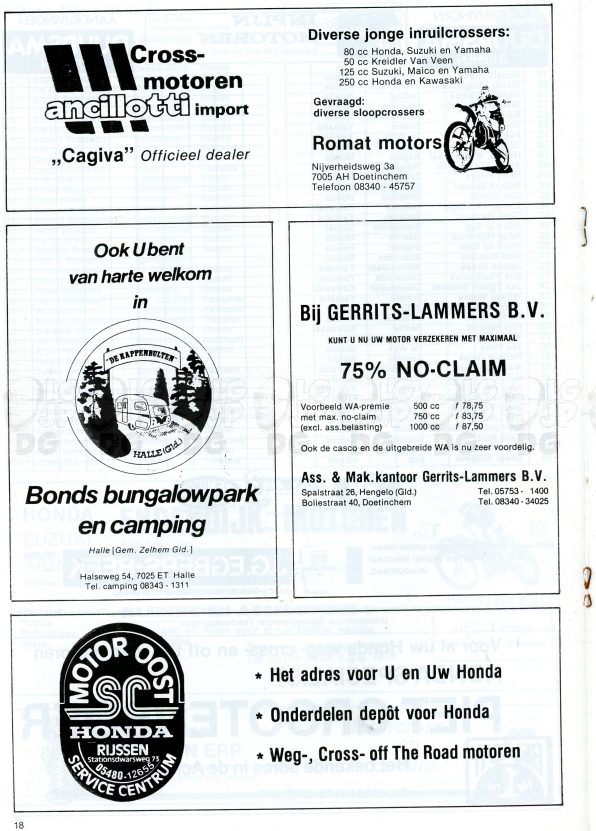 Cross-
motoren
ancillotti import
„Cagiva” Officieel dealer
Diverse jonge inruilcrossers:
80 cc Honda, Suzuki en Yamaha
50 cc Kreidler Van Veen
125 cc Suzuki, Maico en Yamaha
250 cc Honda en Kawasaki
Gevraagd:
diverse sloopcrossers
Romat motors
Nijverheidsweg 3a
7005 AH Doetinchem
Telefoon 08340 - 45757
Ook U bent
van harte welkom
in
"DE KAPPENBULTEN"
HALLE (Gld.)
Bonds bungalowpark
en camping
Halle [Gem. Zelhem Gld.]
Halseweg 54, 7025 ET Halle
Tel. camping 08343 - 1311
Bij GERRITS-LAMMERS B.V.
KUNT U NU UW MOTOR VERZEKEREN MET MAXIMAAL
75% NO-CLAIM
Voorbeeld WA-premie 500 cc f 78,75
met max. no-claim 750 cc f 83,75
(excl. ass.belasting) 1000 cc f 87,50
Ook de casco en de uitgebreide WA is nu zeer voordelig.
Ass. & Mak.kantoor Gerrits-Lammers B.V.
Spalstraat 26, Hengelo (Gld.) Tel. 05753 - 1400
Boliestraat 40, Doetinchem Tel. 08340 - 34025
MOTOR OOST
SC
HONDA
RIJSSEN
Stationsdwarsweg 73
05480-12655
SERVICE CENTRUM
* Het adres voor U en Uw Honda
* Onderdelen depôt voor Honda
* Weg-, Cross- off The Road motoren
18